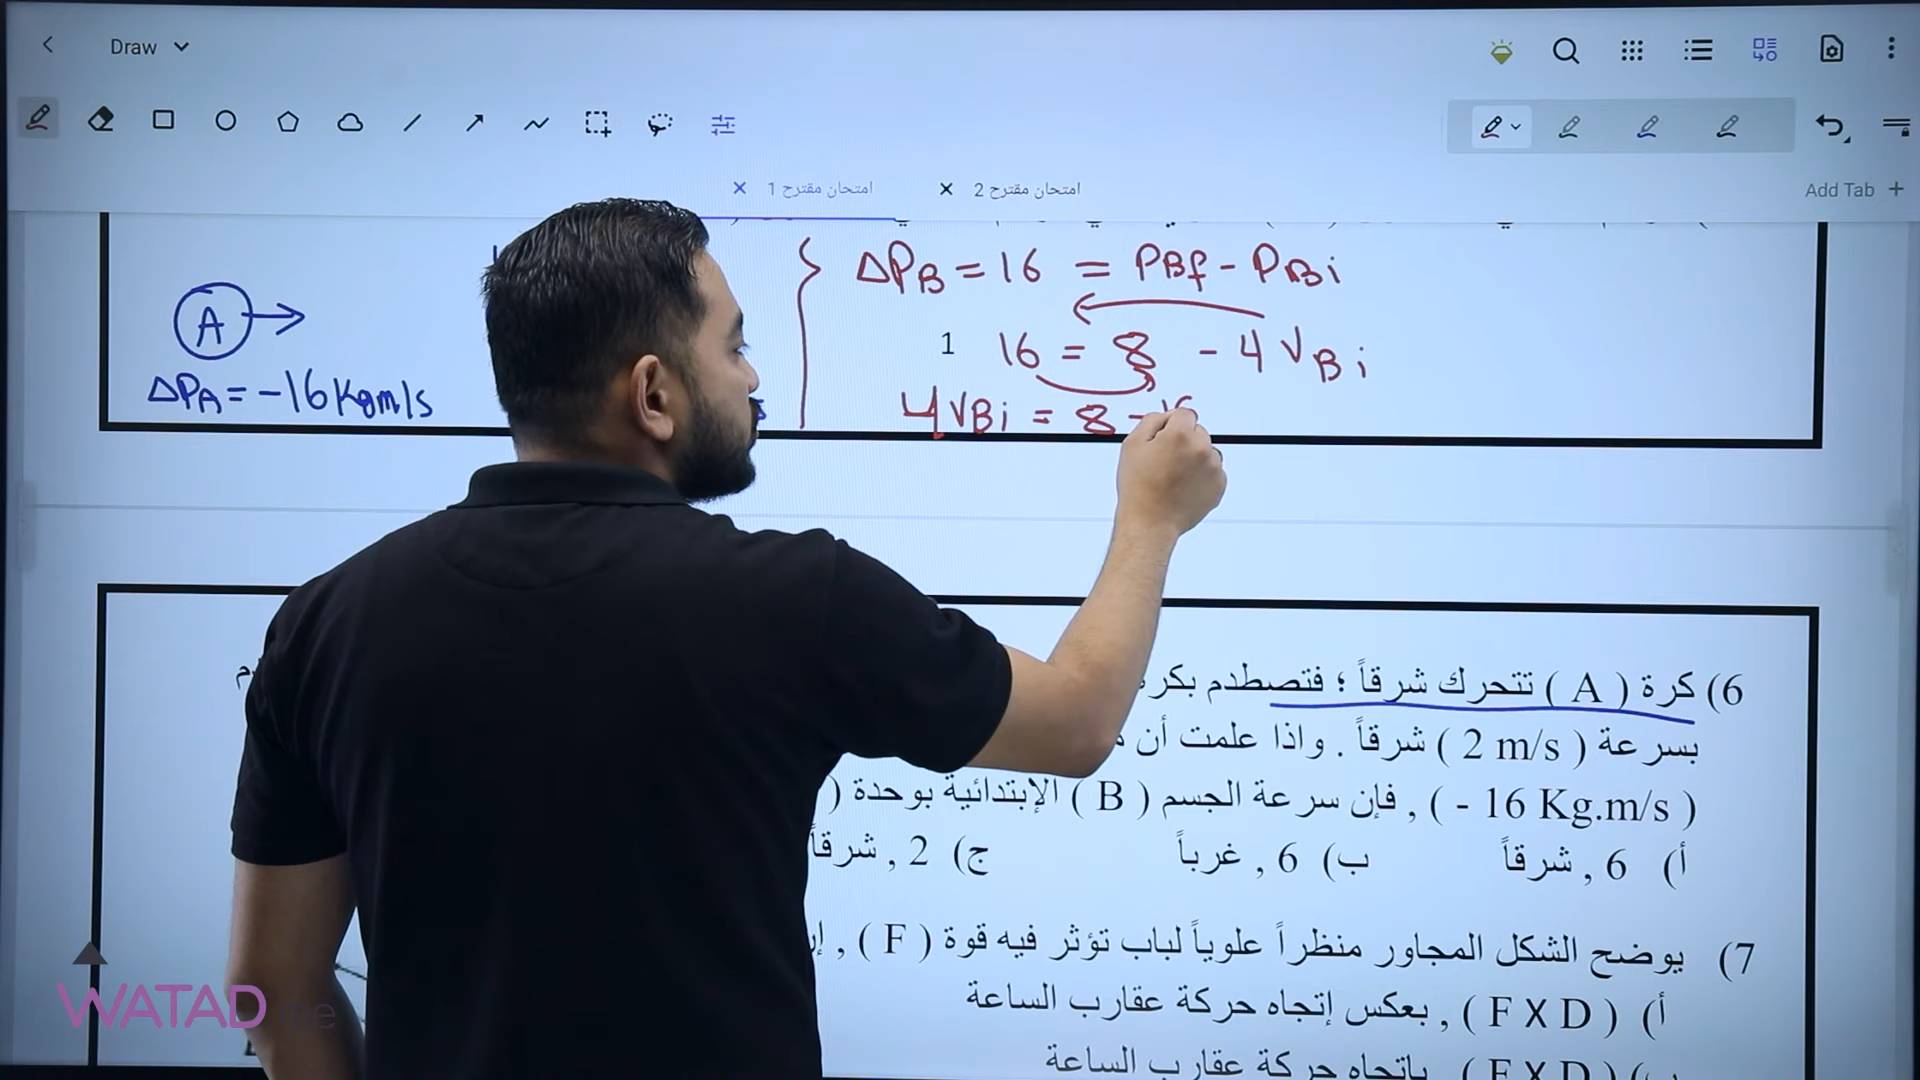 Draw
امتحان مقترح 1
امتحان مقترح 2
Add Tab +
A
ΔPA = -16 Kgm/s
ΔPB = 16 = PBf - PBi
1
16 = 8 - 4 VBi
4VBi = 8 -
6) كرة ( A ) تتحرك شرقاً ؛ فتصطدم بكرة
بسرعة ( 2 m/s ) شرقاً . واذا علمت أن
( - 16 Kg.m/s ) , فإن سرعة الجسم ( B ) الإبتدائية بوحدة (
أ) 6 , شرقاً ب) 6 , غرباً ج) 2 , شرقاً
7) يوضح الشكل المجاور منظراً علوياً لباب تؤثر فيه قوة ( F ) ,
أ) ( F X D ) , بعكس إتجاه حركة عقارب الساعة
ب) ( F X D ) باتجاه حركة عقارب الساعة
WATAD me